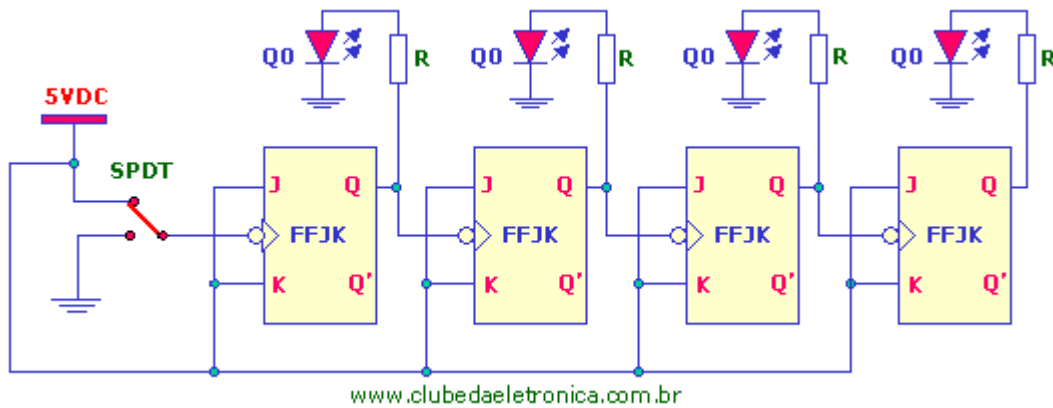 Q0 R Q0 R Q0 R Q0 R
5VDC
SPDT
J Q J Q J Q J Q
FFJK FFJK FFJK FFJK
K Q' K Q' K Q' K Q'
www.clubedaeletronica.com.br